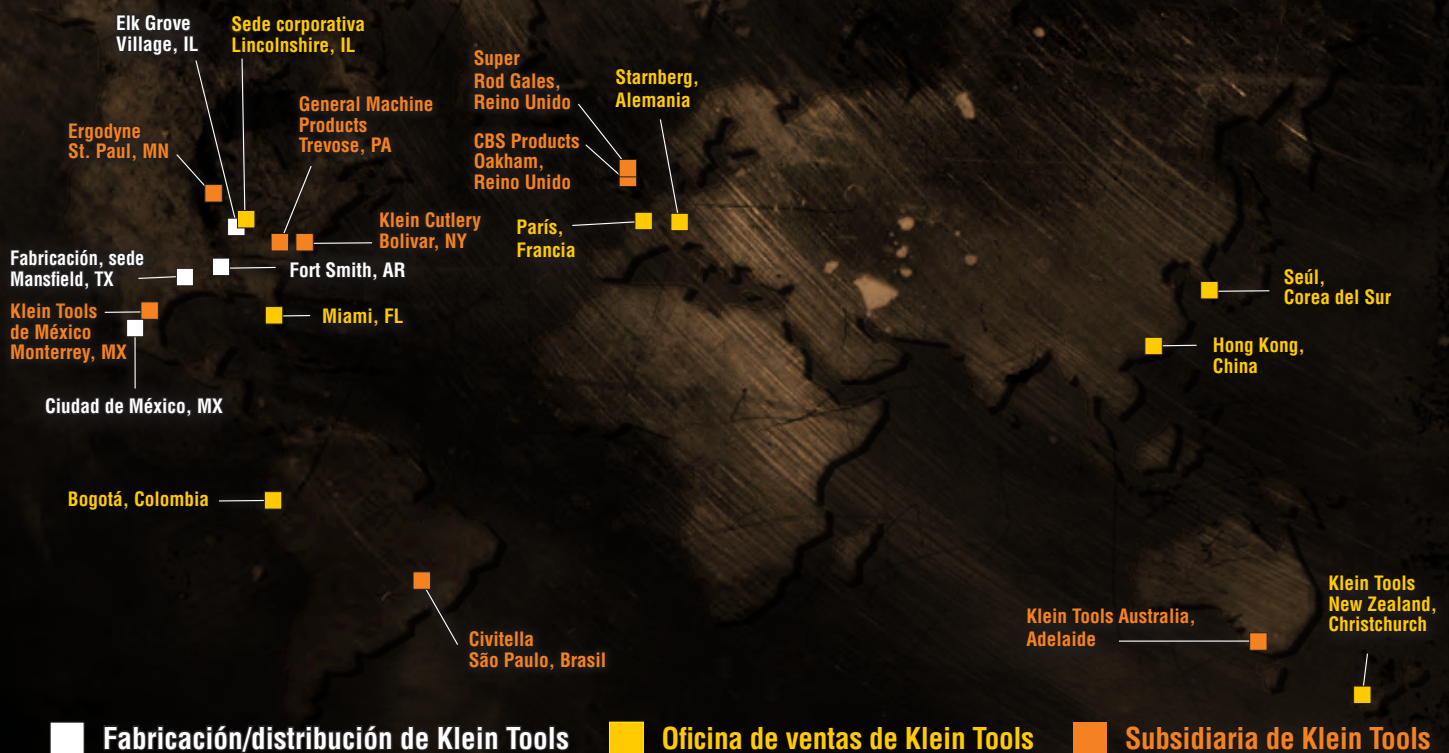 Elk Grove
Village, IL
Sede corporativa
Lincolnshire, IL
Ergodyne
St. Paul, MN
General Machine
Products
Trevose, PA
Klein Cutlery
Bolivar, NY
Fabricación, sede
Mansfield, TX
Fort Smith, AR
Klein Tools
de México
Monterrey, MX
Miami, FL
Ciudad de México, MX
Bogotá, Colombia
Civitella
São Paulo, Brasil
Super
Rod Gales,
Reino Unido
CBS Products
Oakham,
Reino Unido
Starnberg,
Alemania
París,
Francia
Seúl,
Corea del Sur
Hong Kong,
China
Klein Tools Australia,
Adelaide
Klein Tools
New Zealand,
Christchurch
Fabricación/distribución de Klein Tools
Oficina de ventas de Klein Tools
Subsidiaria de Klein Tools